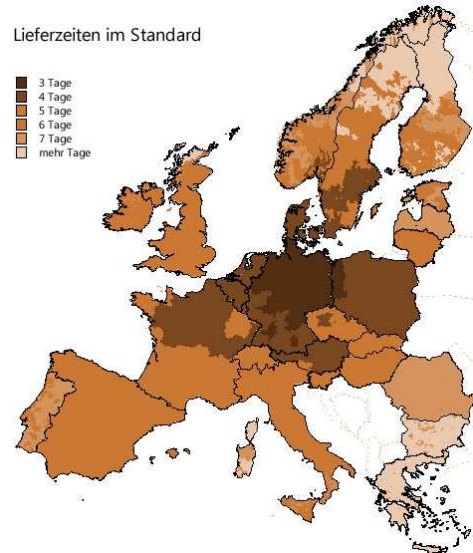 Lieferzeiten im Standard
3 Tage
4 Tage
5 Tage
6 Tage
7 Tage
mehr Tage